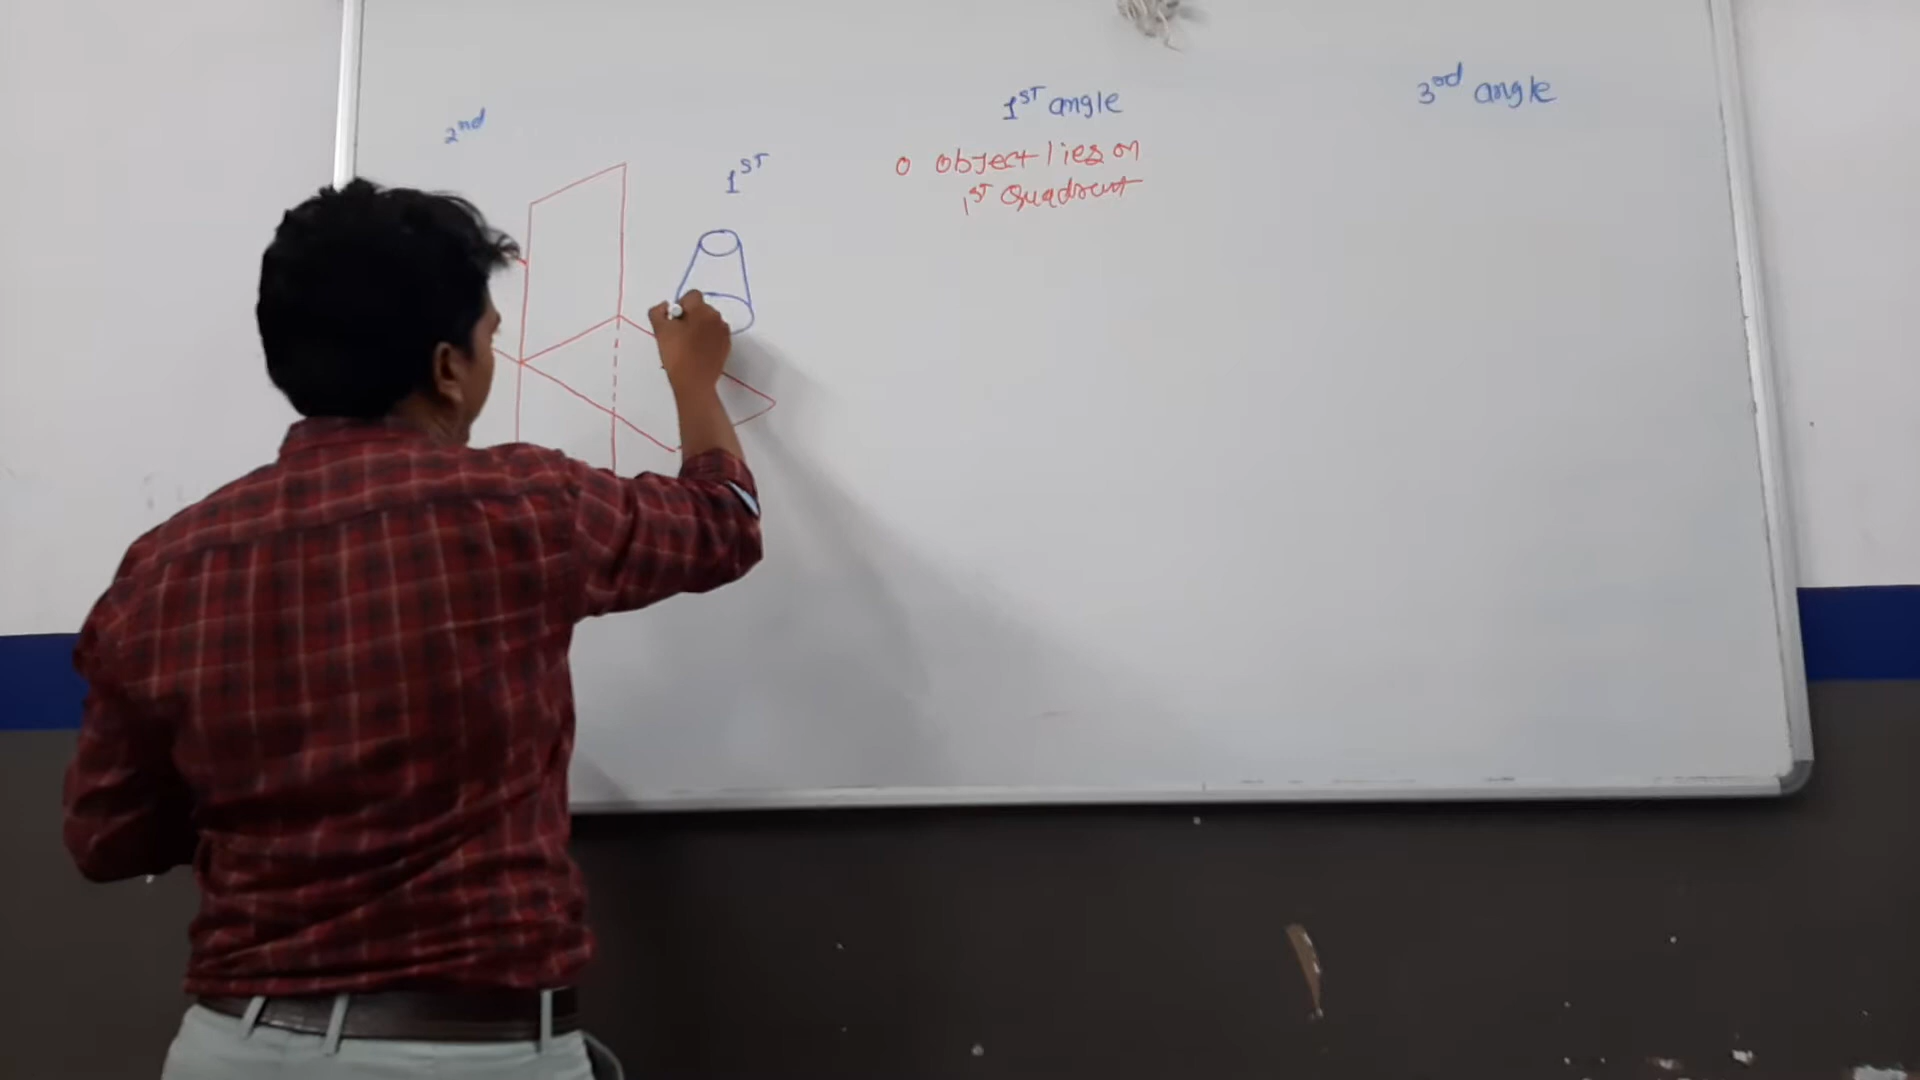 2nd
1ST
1ST angle
o Object lies on
1ST Quadrant
3rd angle